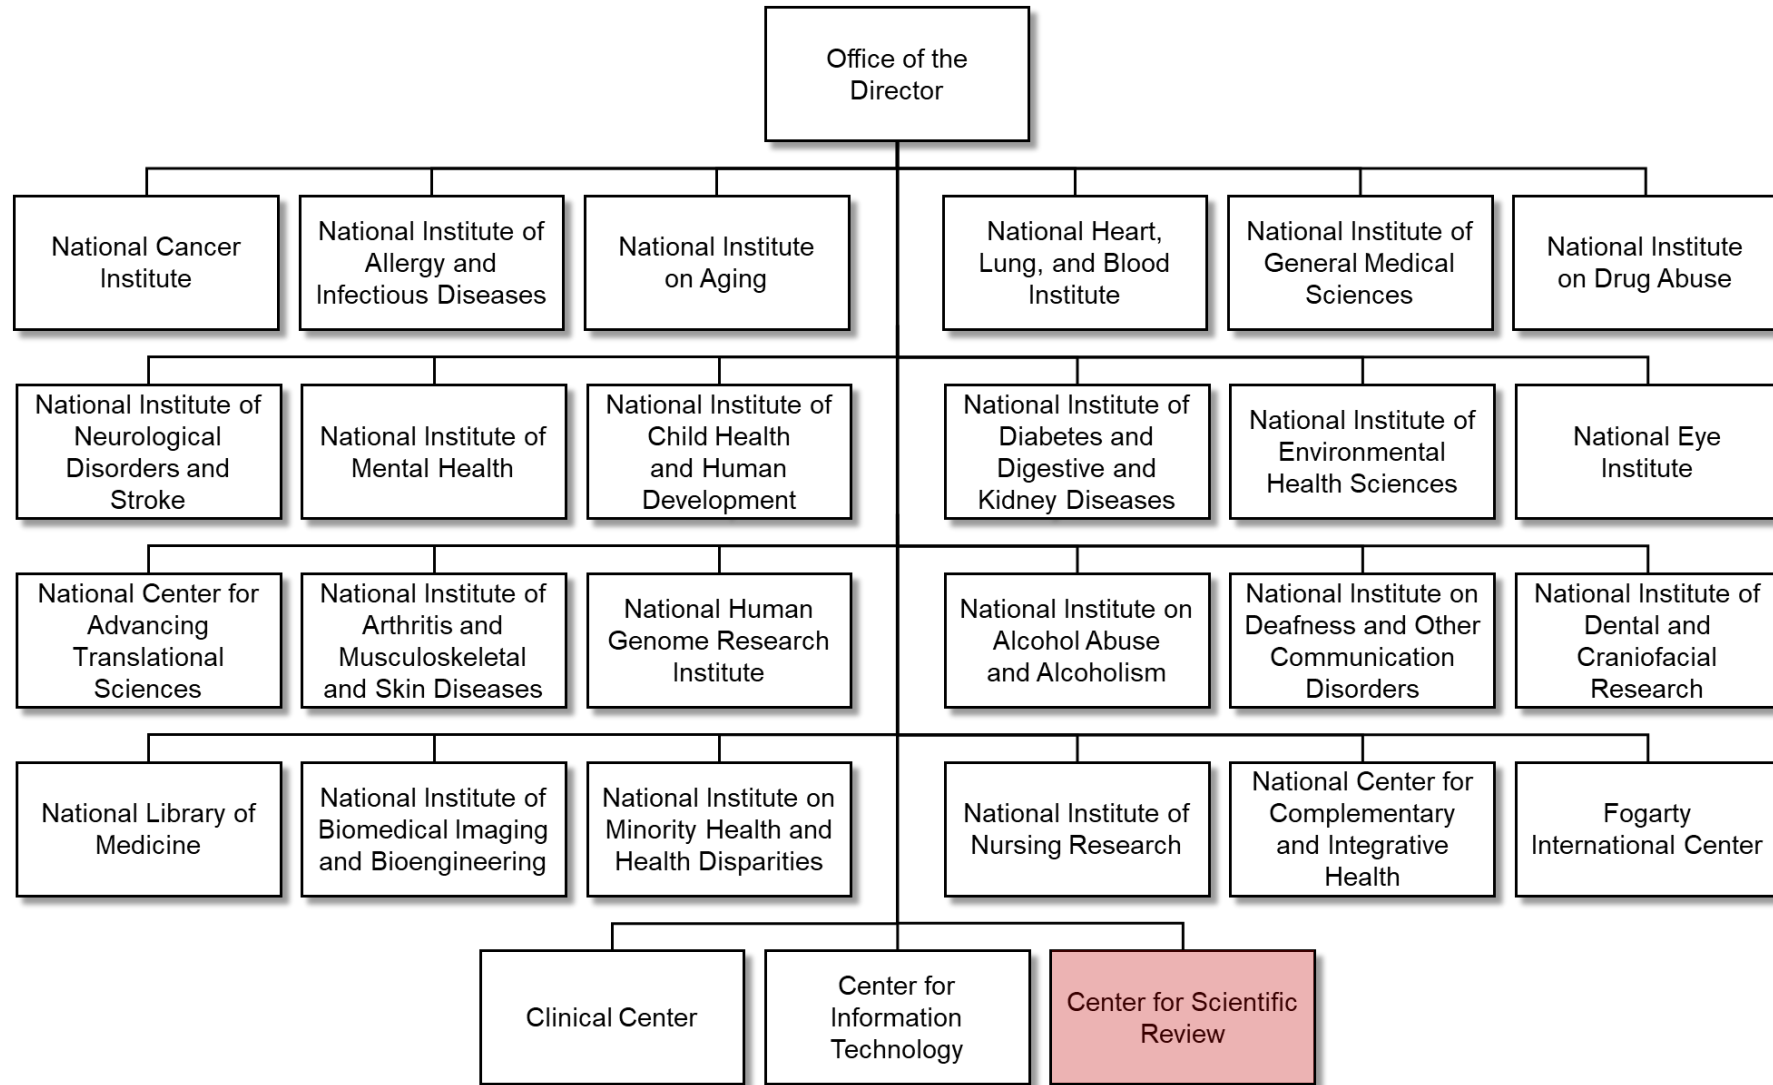 Office of the
Director
National Cancer
Institute
National Institute of
Allergy and
Infectious Diseases
National Institute
on Aging
National Heart,
Lung, and Blood
Institute
National Institute of
General Medical
Sciences
National Institute
on Drug Abuse
National Institute of
Neurological
Disorders and
Stroke
National Institute of
Mental Health
National Institute of
Child Health
and Human
Development
National Institute of
Diabetes and
Digestive and
Kidney Diseases
National Institute of
Environmental
Health Sciences
National Eye
Institute
National Center for
Advancing
Translational
Sciences
National Institute of
Arthritis and
Musculoskeletal
and Skin Diseases
National Human
Genome Research
Institute
National Institute on
Alcohol Abuse
and Alcoholism
National Institute on
Deafness and Other
Communication
Disorders
National Institute of
Dental and
Craniofacial
Research
National Library of
Medicine
National Institute of
Biomedical Imaging
and Bioengineering
National Institute on
Minority Health and
Health Disparities
National Institute of
Nursing Research
National Center for
Complementary
and Integrative
Health
Fogarty
International Center
Clinical Center
Center for
Information
Technology
Center for Scientific
Review